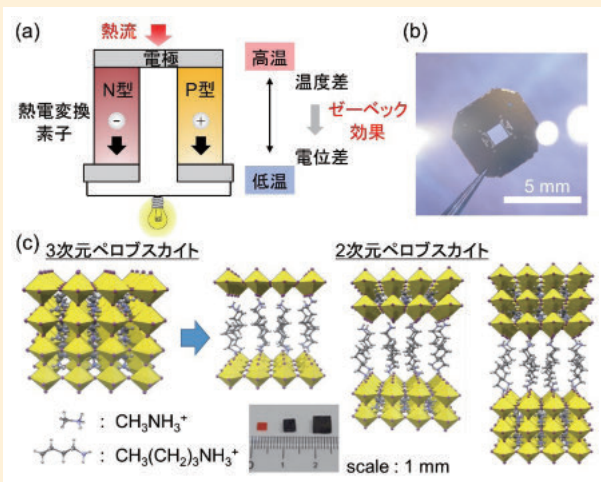 (a)
熱流
電極
N型
P型
熱電変換
素子
−
+
高温
温度差
ゼーベック
効果
電位差
低温
(b)
5 mm
(c)
3次元ペロブスカイト
2次元ペロブスカイト
: CH3NH3+
: CH3(CH2)3NH3+
0 1 2
scale : 1 mm